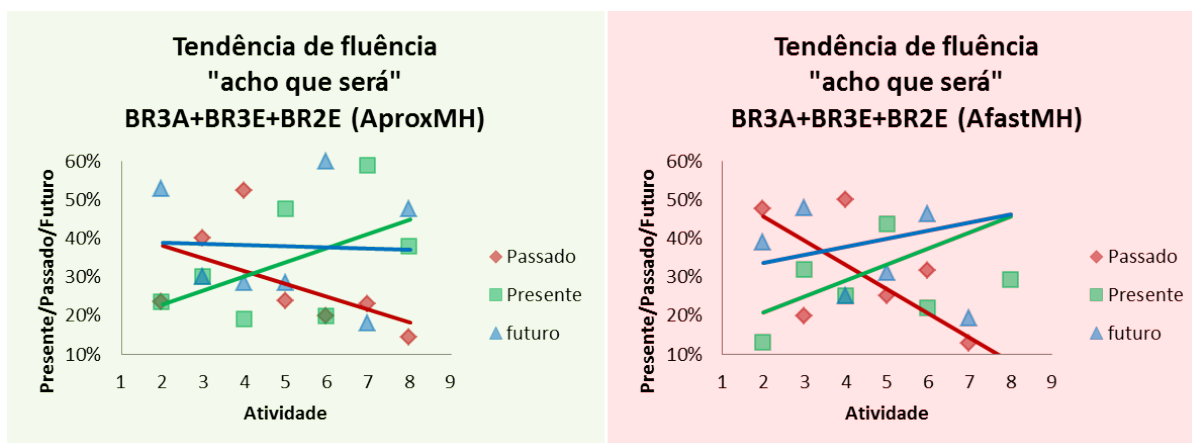 Tendência de fluência
"acho que será"
BR3A+BR3E+BR2E (AproxMH)
Presente/Passado/Futuro
60%
50%
40%
30%
20%
10%
1 2 3 4 5 6 7 8 9
Atividade
Passado
Presente
futuro
Tendência de fluência
"acho que será"
BR3A+BR3E+BR2E (AfastMH)
Presente/Passado/Futuro
60%
50%
40%
30%
20%
10%
1 2 3 4 5 6 7 8 9
Atividade
Passado
Presente
futuro